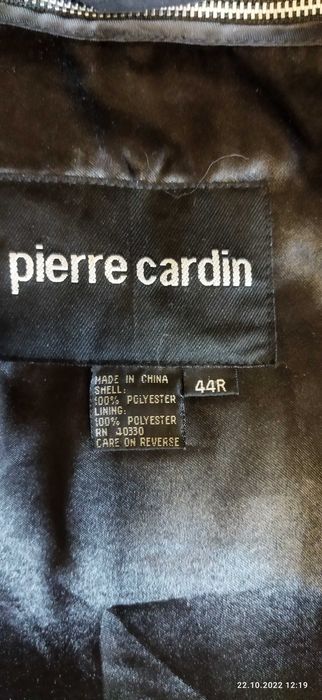 pierre cardin
MADE IN CHINA
SHELL:
100% POLYESTER
LINING:
100% POLYESTER
RN 40330
CARE ON REVERSE
44R
22.10.2022 12:19